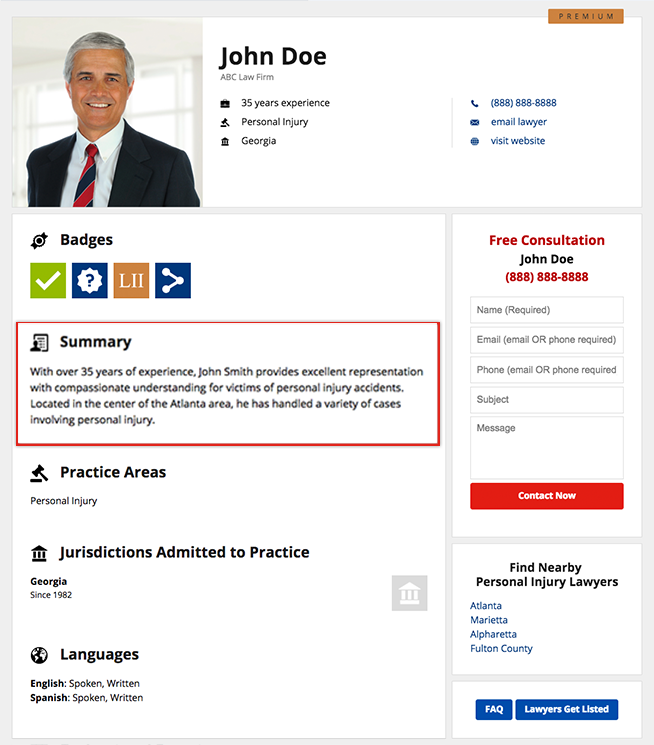 PREMIUM
John Doe
ABC Law Firm
35 years experience
Personal Injury
Georgia
(888) 888-8888
email lawyer
visit website
Badges
?
LII
Summary
With over 35 years of experience, John Smith provides excellent representation
with compassionate understanding for victims of personal injury accidents.
Located in the center of the Atlanta area, he has handled a variety of cases
involving personal injury.
Practice Areas
Personal Injury
Jurisdictions Admitted to Practice
Georgia
Since 1982
Languages
English: Spoken, Written
Spanish: Spoken, Written
Free Consultation
John Doe
(888) 888-8888
Name (Required)
Email (email OR phone required)
Phone (email OR phone required
Subject
Message
Contact Now
Find Nearby
Personal Injury Lawyers
Atlanta
Marietta
Alpharetta
Fulton County
FAQ
Lawyers Get Listed